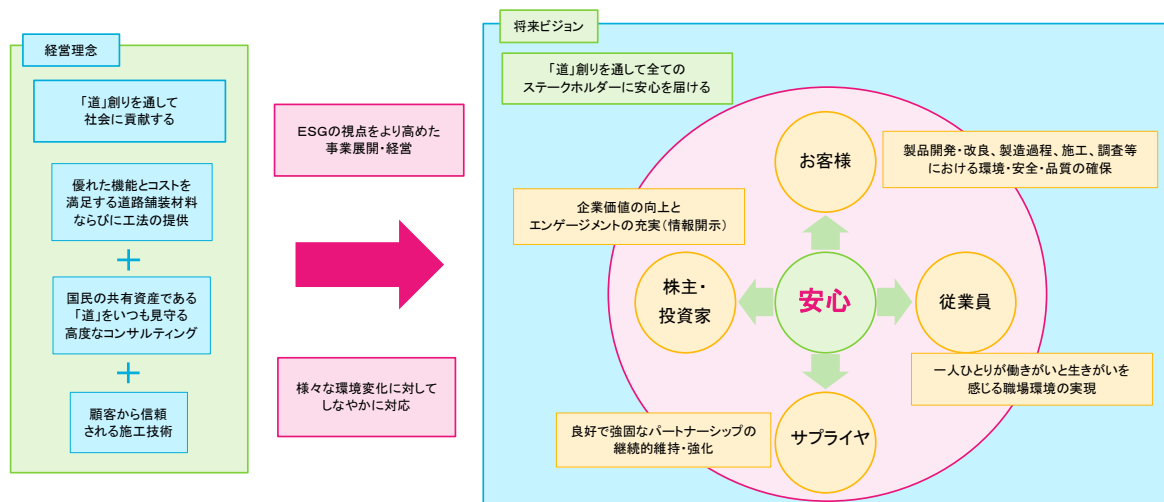 経営理念
「道」創りを通して
社会に貢献する
優れた機能とコストを
満足する道路舗装材料
ならびに工法の提供
＋
国民の共有資産である
「道」をいつも見守る
高度なコンサルティング
＋
顧客から信頼
される施工技術
ESGの視点をより高めた
事業展開・経営
様々な環境変化に対して
しなやかに対応
将来ビジョン
「道」創りを通して全ての
ステークホルダーに安心を届ける
お客様
製品開発・改良、製造過程、施工、調査等
における環境・安全・品質の確保
企業価値の向上と
エンゲージメントの充実（情報開示）
株主・
投資家
安心
従業員
一人ひとりが働きがいと生きがいを
感じる職場環境の実現
良好で強固なパートナーシップの
継続的維持・強化
サプライヤ